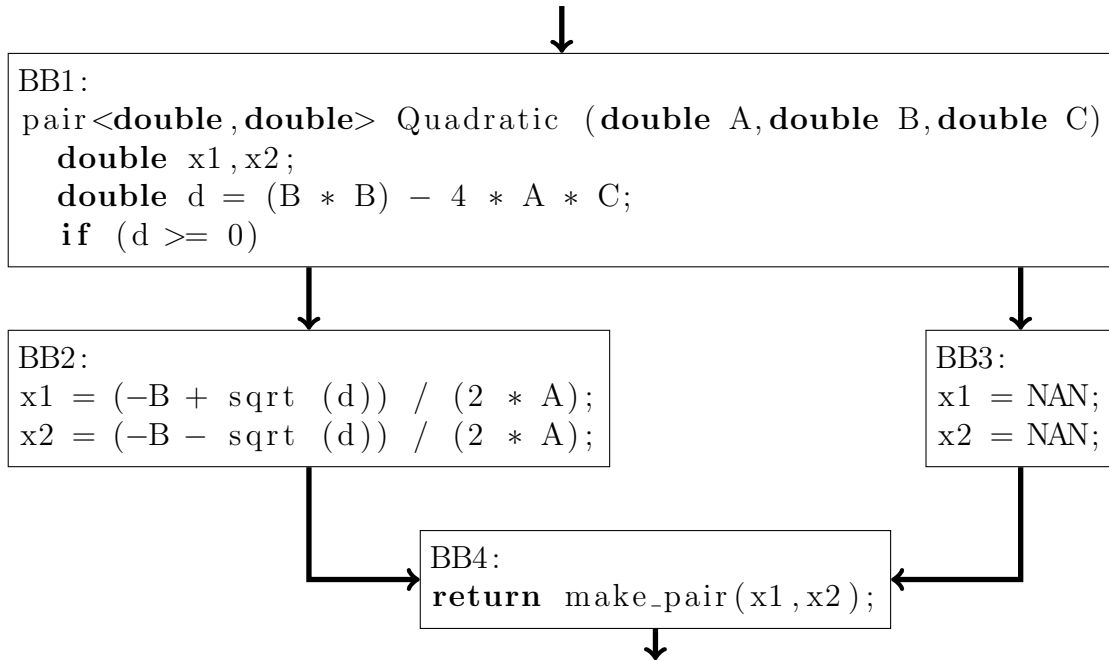 BB1:
pair<double,double> Quadratic (double A,double B,double C)
double x1,x2;
double d = (B * B) − 4 * A * C;
if (d >= 0)
BB2:
x1 = (−B + sqrt (d)) / (2 * A);
x2 = (−B − sqrt (d)) / (2 * A);
BB3:
x1 = NAN;
x2 = NAN;
BB4:
return make_pair(x1,x2);